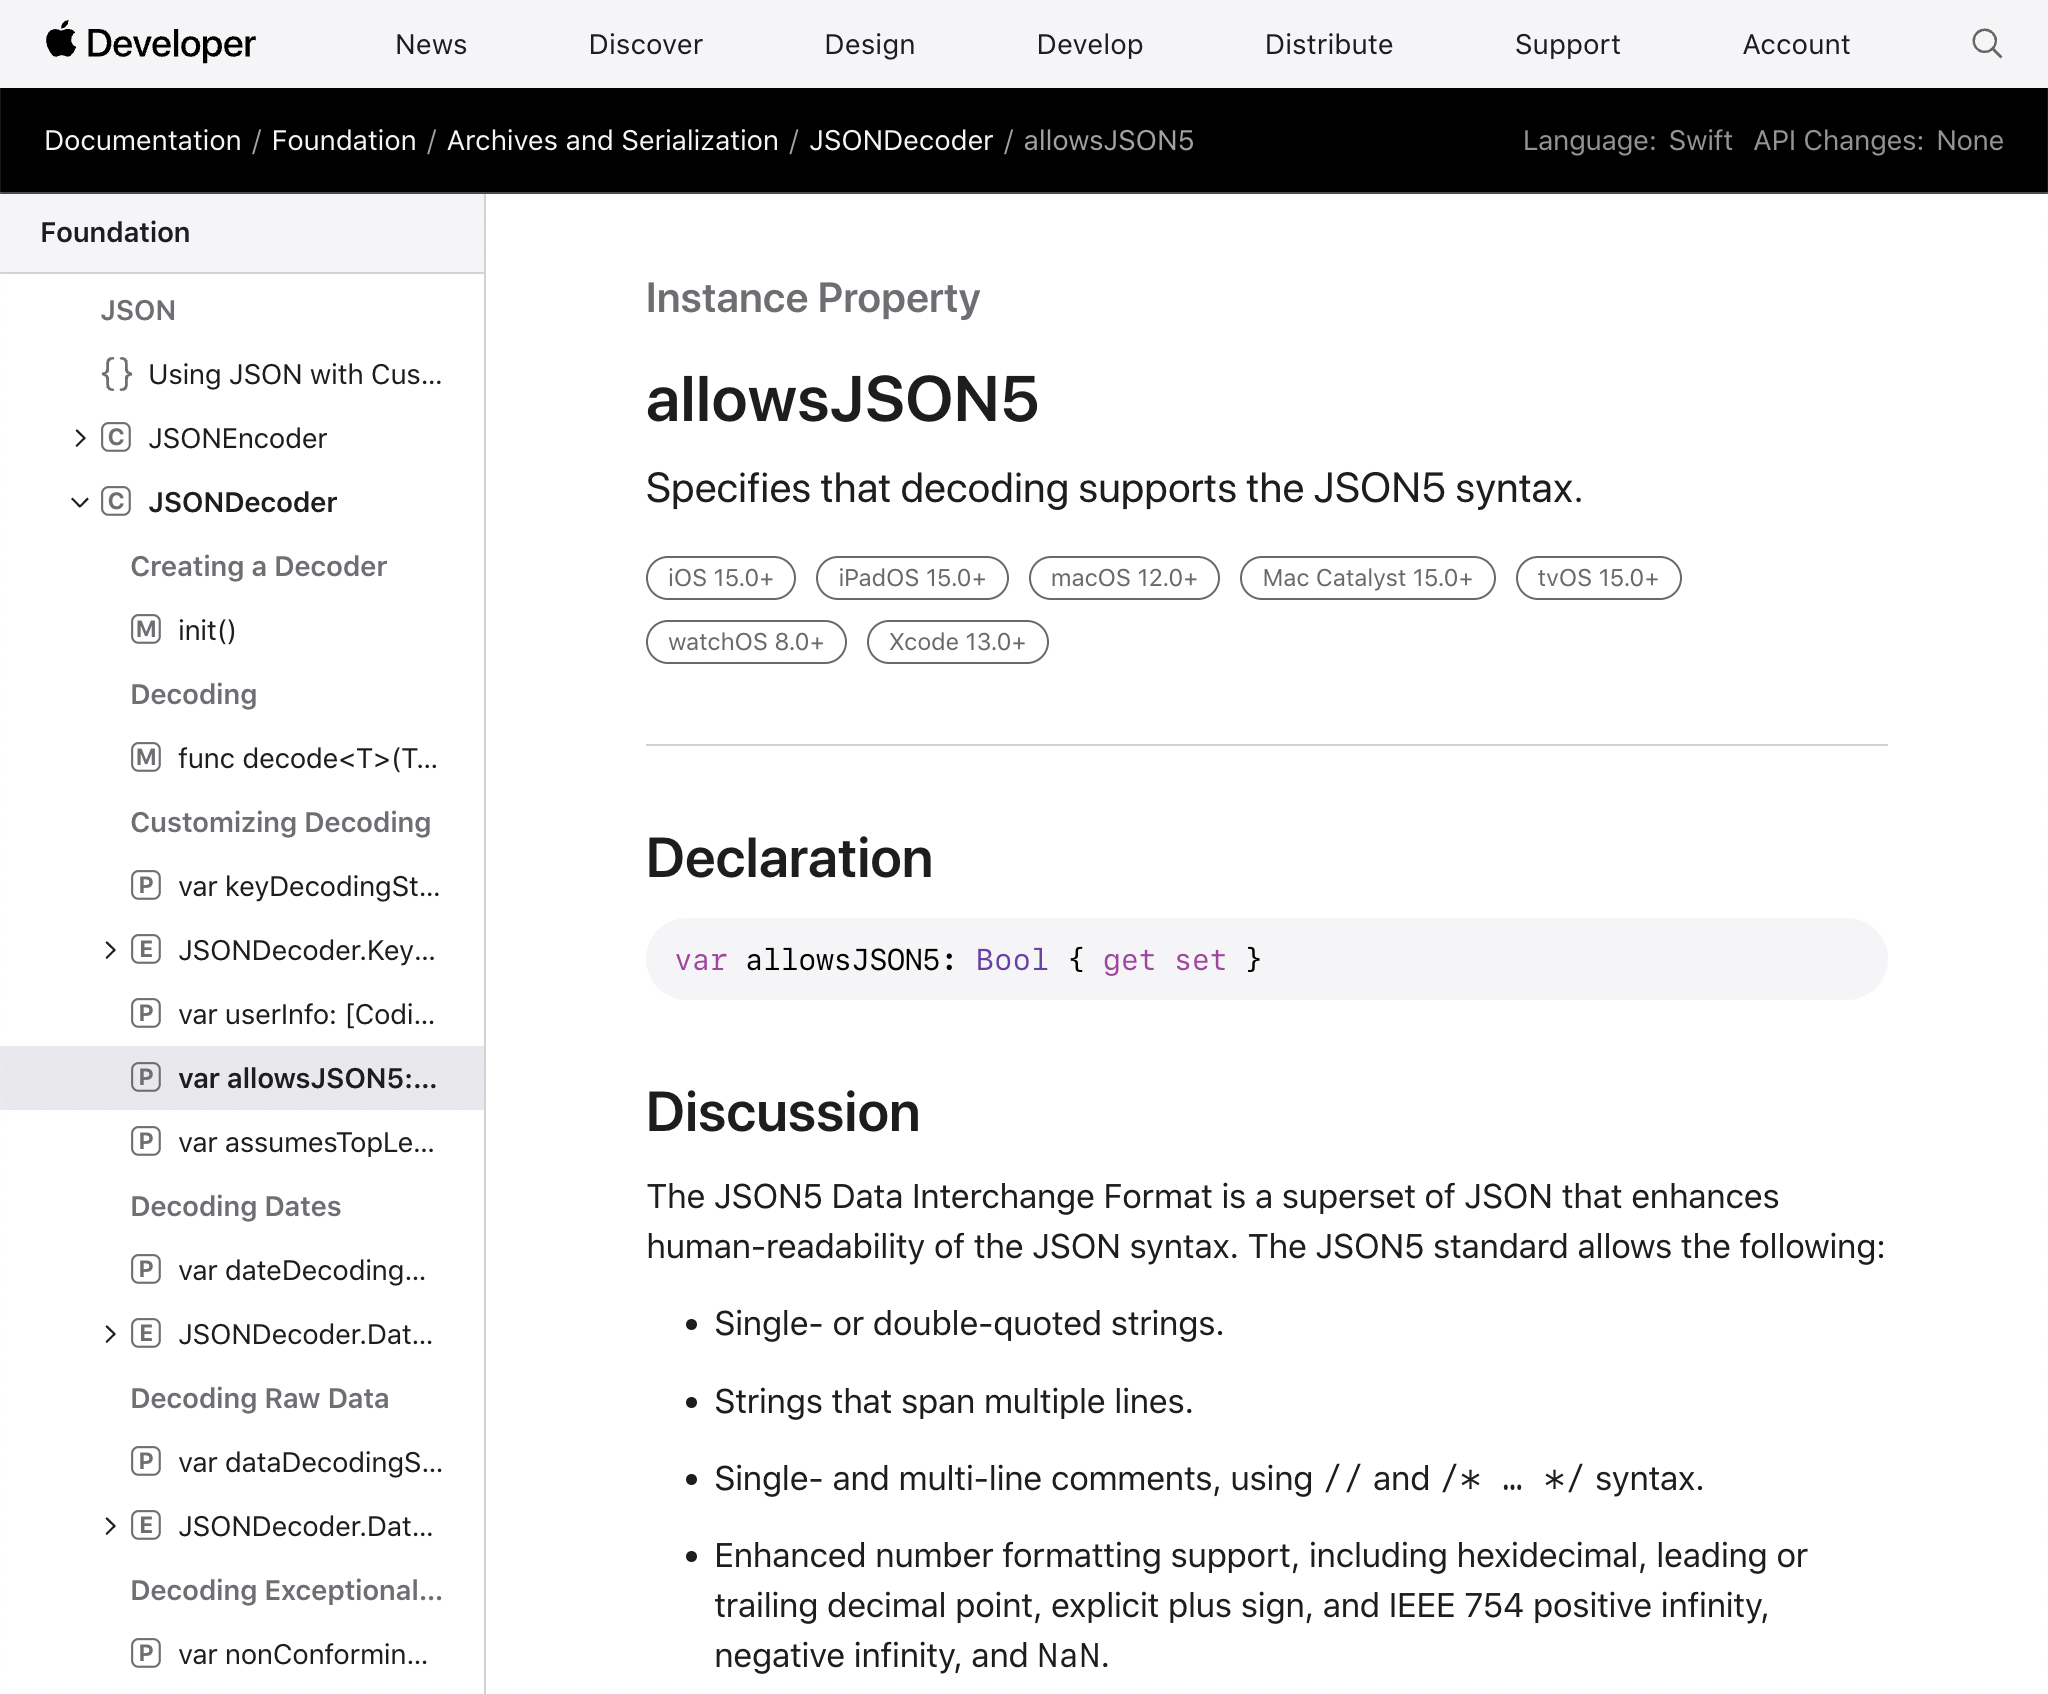 Developer News Discover Design Develop Distribute Support Account
Documentation / Foundation / Archives and Serialization / JSONDecoder / allowsJSON5 Language: Swift API Changes: None
Foundation
JSON
{} Using JSON with Cus...
C JSONEncoder
C JSONDecoder
Creating a Decoder
M init()
Decoding
M func decode<T>(T...
Customizing Decoding
P var keyDecodingSt...
E JSONDecoder.Key...
P var userInfo: [Codi...
P var allowsJSON5:...
P var assumesTopLe...
Decoding Dates
P var dateDecoding...
E JSONDecoder.Dat...
Decoding Raw Data
P var dataDecodingS...
E JSONDecoder.Dat...
Decoding Exceptional...
P var nonConformin...
Instance Property
allowsJSON5
Specifies that decoding supports the JSON5 syntax.
iOS 15.0+ iPadOS 15.0+ macOS 12.0+ Mac Catalyst 15.0+ tvOS 15.0+
watchOS 8.0+ Xcode 13.0+
Declaration
var allowsJSON5: Bool { get set }
Discussion
The JSON5 Data Interchange Format is a superset of JSON that enhances
human-readability of the JSON syntax. The JSON5 standard allows the following:
• Single- or double-quoted strings.
• Strings that span multiple lines.
• Single- and multi-line comments, using // and /* … */ syntax.
• Enhanced number formatting support, including hexidecimal, leading or
trailing decimal point, explicit plus sign, and IEEE 754 positive infinity,
negative infinity, and NaN.